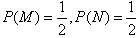 P(M) = 1/2, P(N) = 1/2